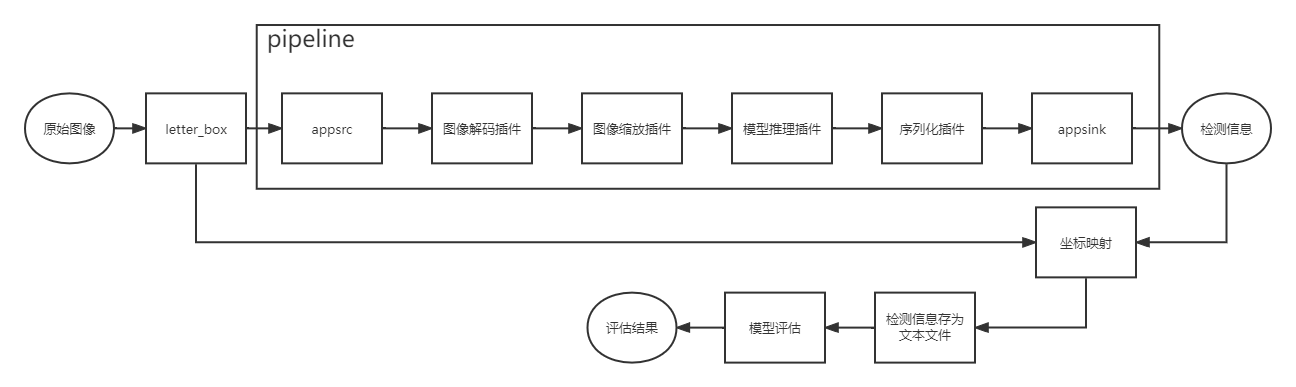 pipeline
原始图像
letter_box
appsrc
图像解码插件
图像缩放插件
模型推理插件
序列化插件
appsink
检测信息
坐标映射
评估结果
模型评估
检测信息存为
文本文件